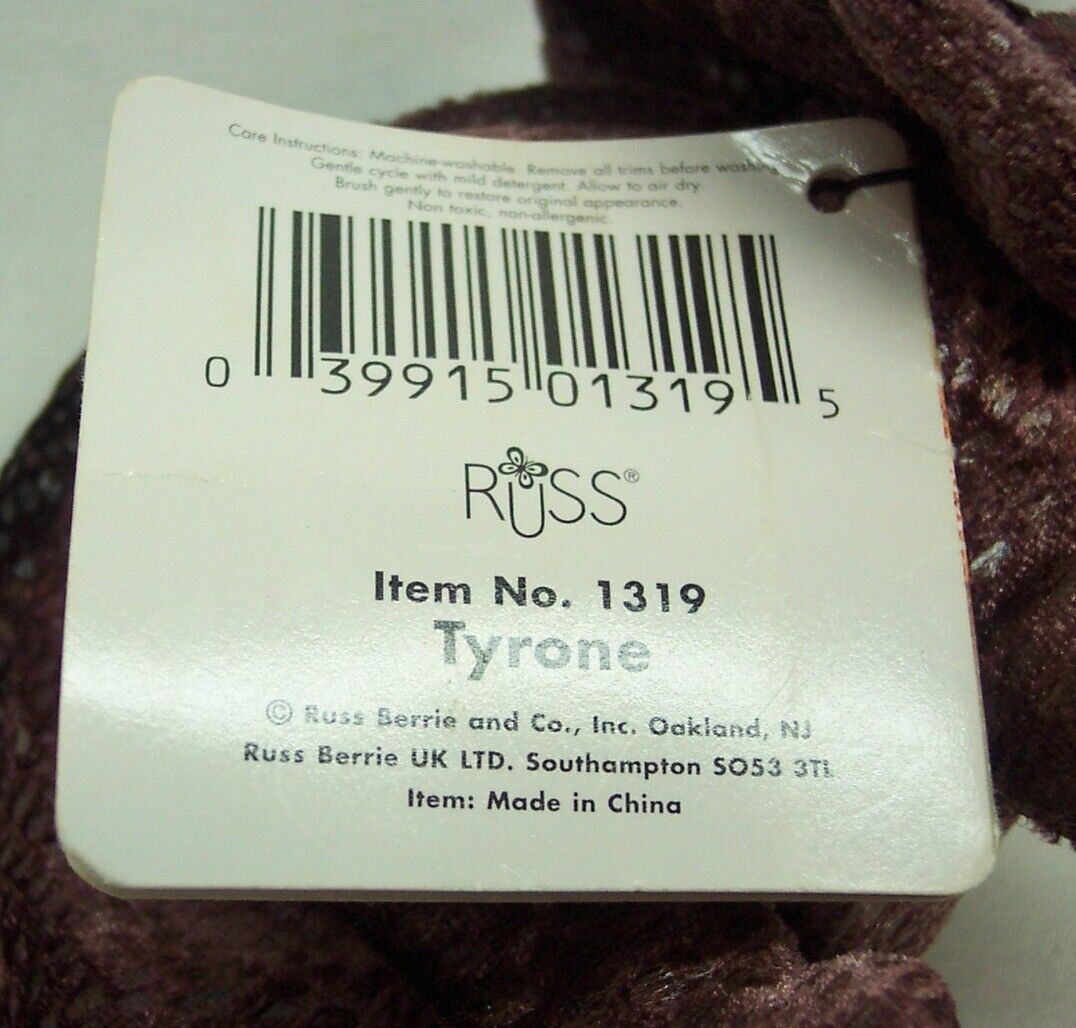 Care Instructions: Machine-washable. Remove all trims before
Gentle cycle with mild detergent. Allow to air dry.
Brush gently to restore original appearance.
Non toxic, non-allergenic.
0 39915 01319 5
RUSS®
Item No. 1319
Tyrone
© Russ Berrie and Co., Inc. Oakland, NJ
Russ Berrie UK LTD. Southampton SO53
Item: Made in China